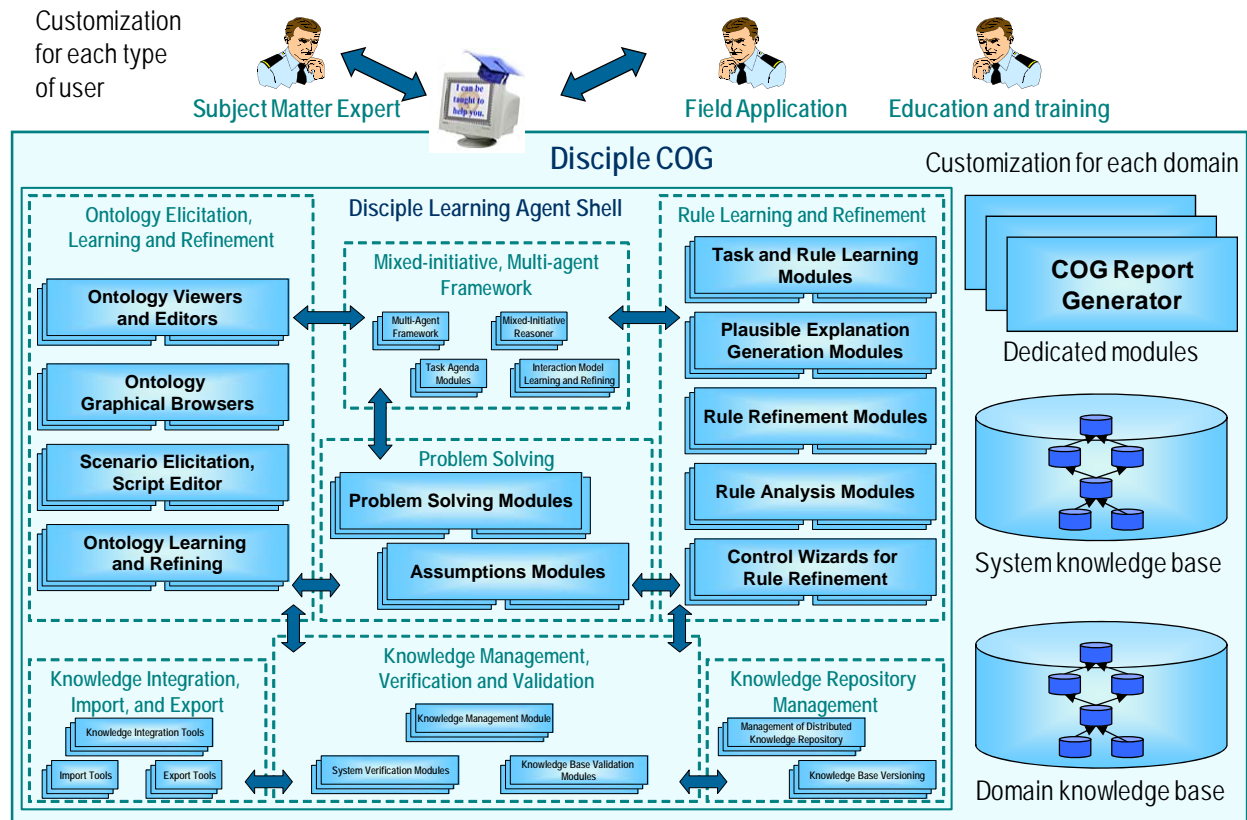 Customization
for each type
of user
I can be
taught to
help you.
Subject Matter Expert
Field Application
Education and training
Disciple COG
Customization for each domain
Disciple Learning Agent Shell
Ontology Elicitation,
Learning and Refinement
Ontology Viewers
and Editors
Ontology
Graphical Browsers
Scenario Elicitation,
Script Editor
Ontology Learning
and Refining
Mixed-initiative, Multi-agent
Framework
Multi-Agent
Framework
Mixed-Initiative
Reasoner
Task Agenda
Modules
Interaction Model
Learning and Refining
Problem Solving
Problem Solving Modules
Assumptions Modules
Rule Learning and Refinement
Task and Rule Learning
Modules
Plausible Explanation
Generation Modules
Rule Refinement Modules
Rule Analysis Modules
Control Wizards for
Rule Refinement
COG Report
Generator
Dedicated modules
System knowledge base
Domain knowledge base
Knowledge Integration,
Import, and Export
Knowledge Integration Tools
Import Tools
Export Tools
Knowledge Management,
Verification and Validation
Knowledge Management Module
System Verification Modules
Knowledge Base Validation
Modules
Knowledge Repository
Management
Management of Distributed
Knowledge Repository
Knowledge Base Versioning